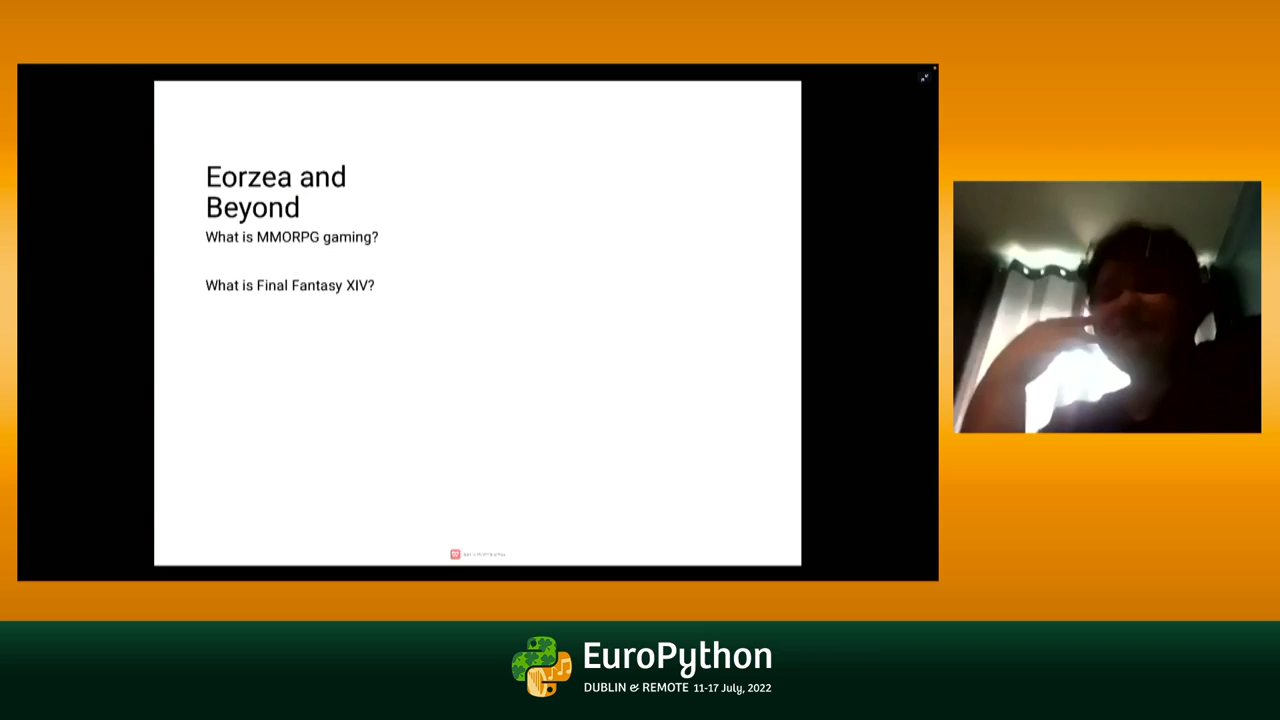 Eorzea and
Beyond
What is MMORPG gaming?
What is Final Fantasy XIV?
EuroPython
DUBLIN & REMOTE 11-17 July, 2022